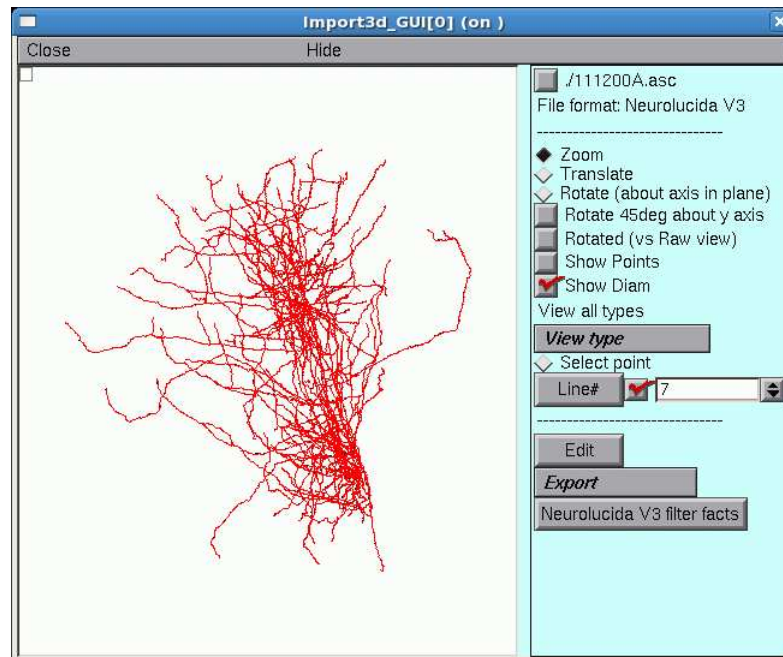 Import3d_GUI[0] (on )
Close Hide
./111200A.asc
File format: Neurolucida V3
-------------------------------
Zoom
Translate
Rotate (about axis in plane)
Rotate 45deg about y axis
Rotated (vs Raw view)
Show Points
Show Diam
View all types
View type
Select point
Line# 7
-------------------------------
Edit
Export
Neurolucida V3 filter facts